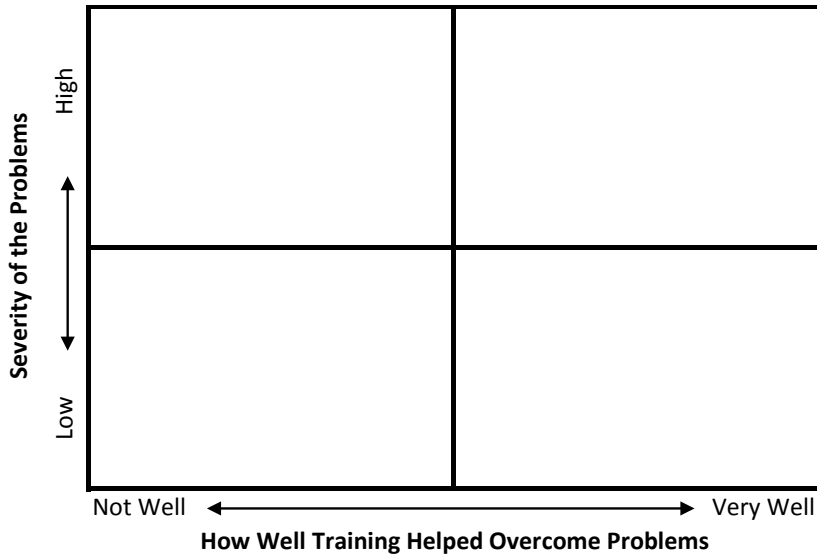 Severity of the Problems
High
Low
Not Well
Very Well
How Well Training Helped Overcome Problems